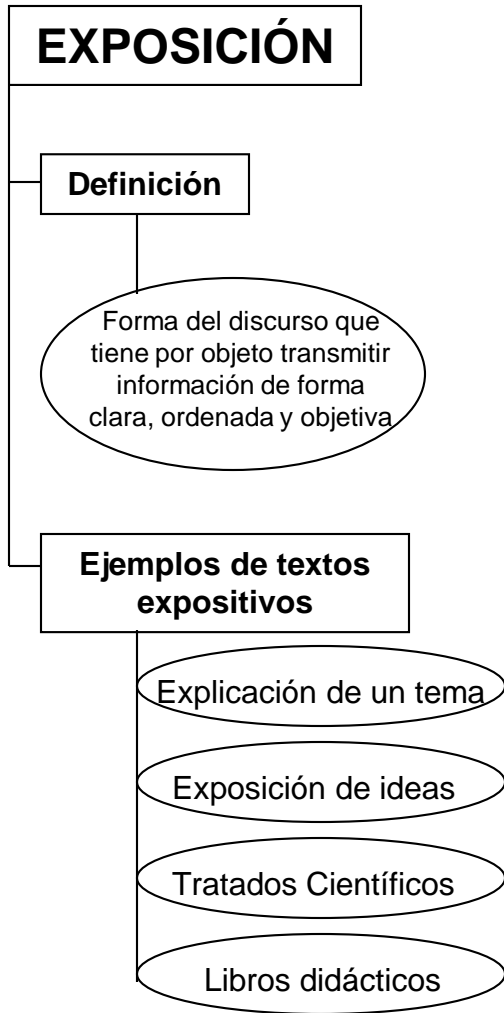 EXPOSICIÓN
Definición
Forma del discurso que
tiene por objeto transmitir
información de forma
clara, ordenada y objetiva
Ejemplos de textos
expositivos
Explicación de un tema
Exposición de ideas
Tratados Científicos
Libros didácticos